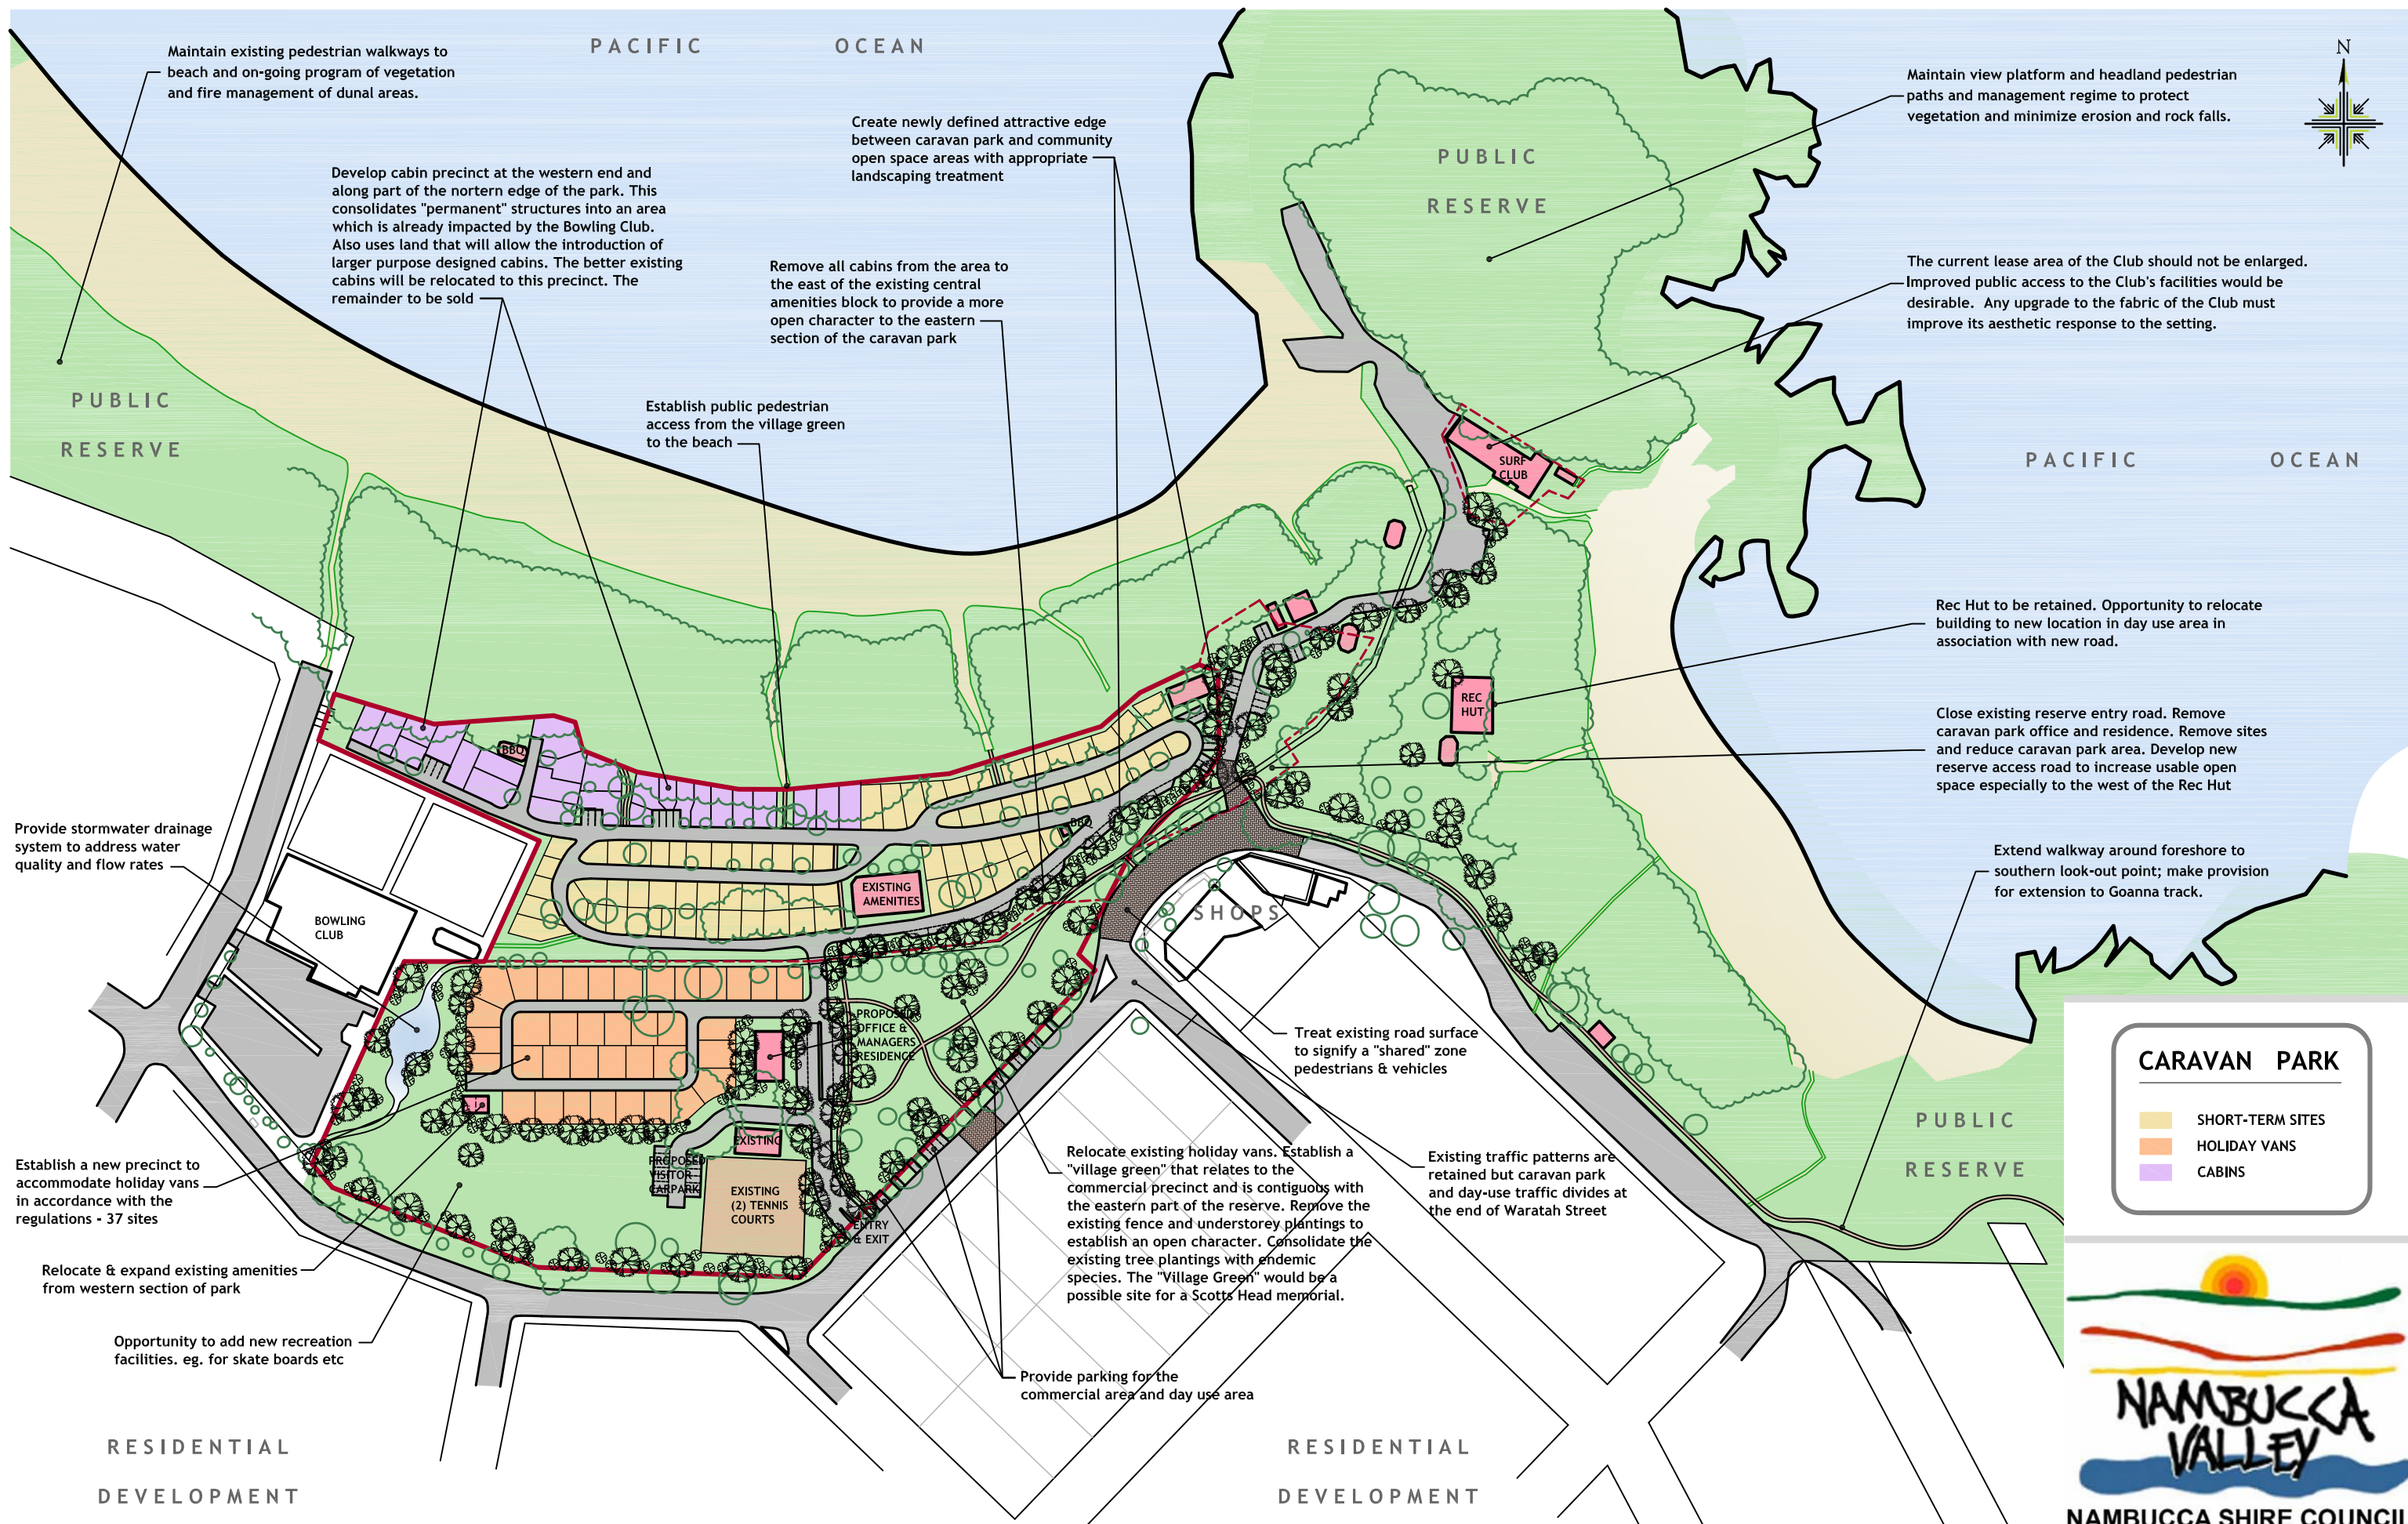 PACIFIC OCEAN
N
Maintain existing pedestrian walkways to
beach and on-going program of vegetation
and fire management of dunal areas.
Maintain view platform and headland pedestrian
paths and management regime to protect
vegetation and minimize erosion and rock falls.
Create newly defined attractive edge
between caravan park and community
open space areas with appropriate
landscaping treatment
PUBLIC
RESERVE
Develop cabin precinct at the western end and
along part of the nortern edge of the park. This
consolidates "permanent" structures into an area
which is already impacted by the Bowling Club.
Also uses land that will allow the introduction of
larger purpose designed cabins. The better existing
cabins will be relocated to this precinct. The
remainder to be sold
Remove all cabins from the area to
the east of the existing central
amenities block to provide a more
open character to the eastern
section of the caravan park
The current lease area of the Club should not be enlarged.
Improved public access to the Club's facilities would be
desirable. Any upgrade to the fabric of the Club must
improve its aesthetic response to the setting.
PUBLIC
RESERVE
Establish public pedestrian
access from the village green
to the beach
SURF
CLUB
PACIFIC OCEAN
Rec Hut to be retained. Opportunity to relocate
building to new location in day use area in
association with new road.
REC
HUT
Close existing reserve entry road. Remove
caravan park office and residence. Remove sites
and reduce caravan park area. Develop new
reserve access road to increase usable open
space especially to the west of the Rec Hut
BBQ
BBQ
Provide stormwater drainage
system to address water
quality and flow rates
Extend walkway around foreshore to
southern look-out point; make provision
for extension to Goanna track.
EXISTING
AMENITIES
BOWLING
CLUB
SHOPS
PROPOSED
OFFICE &
MANAGERS
RESIDENCE
Treat existing road surface
to signify a "shared" zone
pedestrians & vehicles
CARAVAN PARK
SHORT-TERM SITES
HOLIDAY VANS
CABINS
PUBLIC
RESERVE
Establish a new precinct to
accommodate holiday vans
in accordance with the
regulations - 37 sites
EXISTING
PROPOSED
VISITOR
CARPARK
EXISTING
(2) TENNIS
COURTS
ENTRY
& EXIT
Relocate existing holiday vans. Establish a
"village green" that relates to the
commercial precinct and is contiguous with
the eastern part of the reserve. Remove the
existing fence and understorey plantings to
establish an open character. Consolidate the
existing tree plantings with endemic
species. The "Village Green" would be a
possible site for a Scotts Head memorial.
Existing traffic patterns are
retained but caravan park
and day-use traffic divides at
the end of Waratah Street
Relocate & expand existing amenities
from western section of park
Opportunity to add new recreation
facilities. eg. for skate boards etc
Provide parking for the
commercial area and day use area
RESIDENTIAL
DEVELOPMENT
RESIDENTIAL
DEVELOPMENT
NAMBUCCA
VALLEY
NAMBUCCA SHIRE COUNCIL